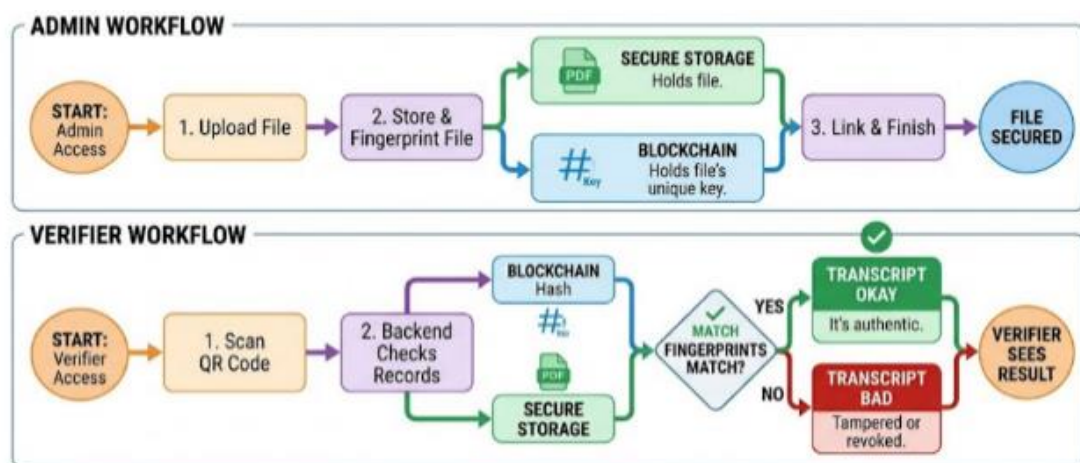 ADMIN WORKFLOW
START:
Admin
Access
1. Upload File
2. Store &
Fingerprint File
PDF
SECURE STORAGE
Holds file.
#
Key
BLOCKCHAIN
Holds file's
unique key.
3. Link & Finish
FILE
SECURED
VERIFIER WORKFLOW
START:
Verifier
Access
1. Scan
QR Code
2. Backend
Checks
Records
BLOCKCHAIN
Hash
#
PDF
SECURE
STORAGE
MATCH
FINGERPRINTS
MATCH?
YES
NO
TRANSCRIPT
OKAY
It's authentic.
TRANSCRIPT
BAD
Tampered or
revoked.
VERIFIER
SEES
RESULT